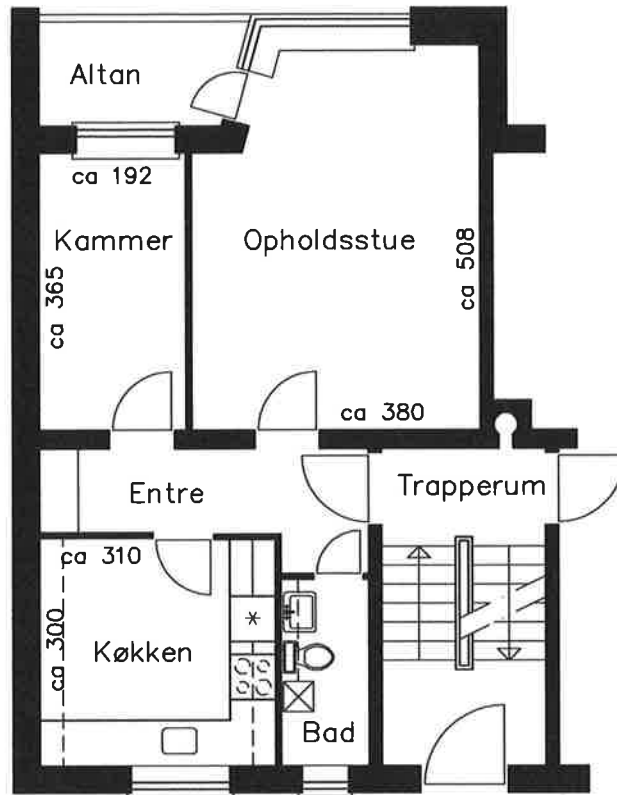 Altan
ca 192
Kammer
Opholdsstue
ca 365
ca 508
ca 380
Entre
Trapperum
ca 310
ca 300
Køkken
Bad